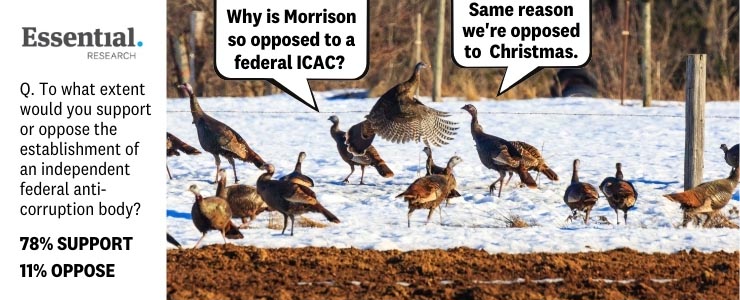 Essential.
RESEARCH
Q. To what extent
would you support
or oppose the
establishment of
an independent
federal anti-
corruption body?
78% SUPPORT
11% OPPOSE
Why is Morrison
so opposed to a
federal ICAC?
Same reason
we're opposed
to Christmas.